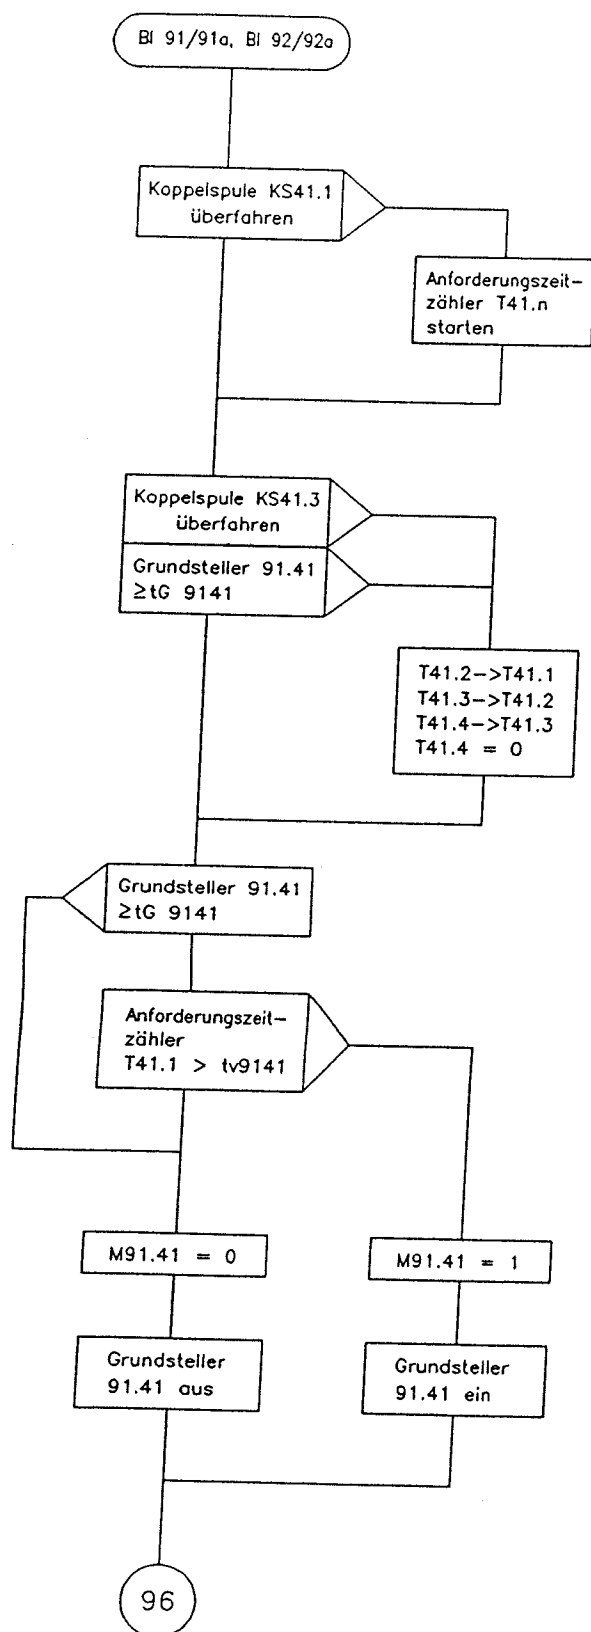 Bl 91/91a, Bl 92/92a
Koppelspule KS41.1
überfahren
Anforderungszeit-
zähler T41.n
starten
Koppelspule KS41.3
überfahren
Grundsteller 91.41
≥tG 9141
T41.2->T41.1
T41.3->T41.2
T41.4->T41.3
T41.4 = 0
Grundsteller 91.41
≥tG 9141
Anforderungszeit-
zähler
T41.1 > tv9141
M91.41 = 0
M91.41 = 1
Grundsteller
91.41 aus
Grundsteller
91.41 ein
96